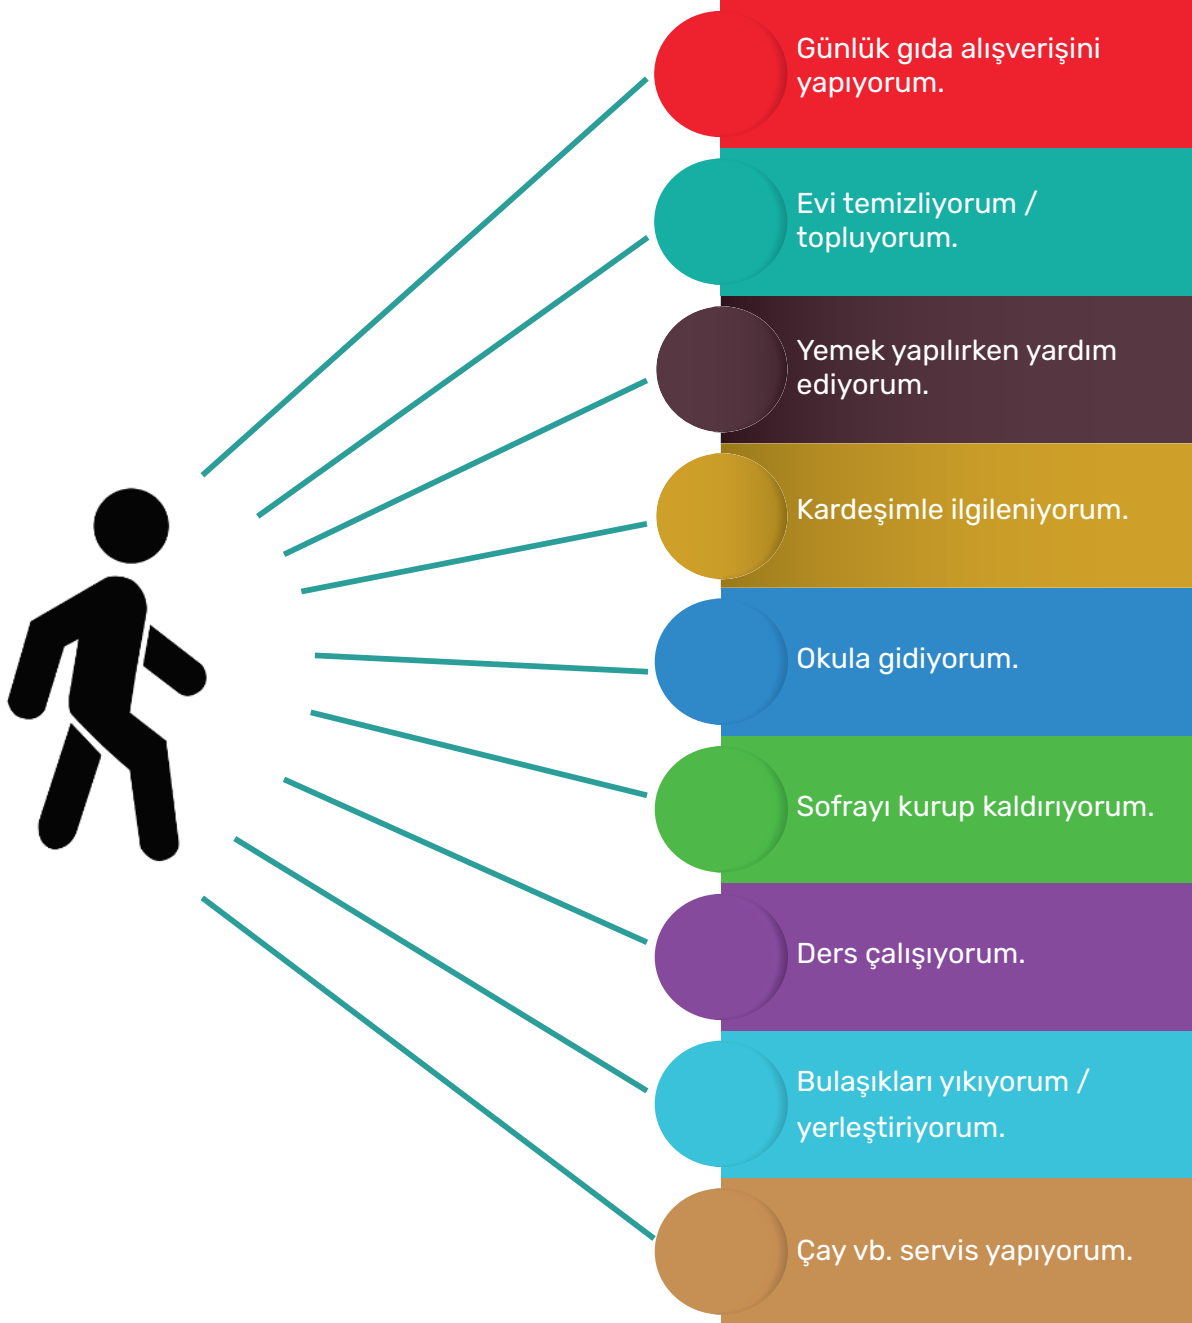 Günlük gıda alışverişini
yapıyorum.
Evi temizliyorum /
topluyorum.
Yemek yapılırken yardım
ediyorum.
Kardeşimle ilgileniyorum.
Okula gidiyorum.
Sofrayı kurup kaldırıyorum.
Ders çalışıyorum.
Bulaşıkları yıkıyorum /
yerleştiriyorum.
Çay vb. servis yapıyorum.